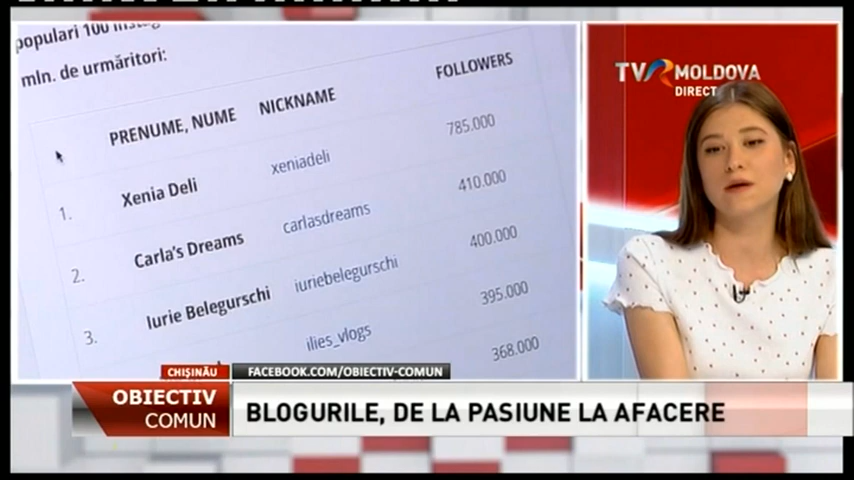 populari 100
mln. de urmăritori:
PRENUME, NUME NICKNAME FOLLOWERS
1. Xenia Deli xeniadeli 785.000
2. Carla's Dreams carlasdreams 410.000
3. Iurie Belegurschi iuriebelegurschi 400.000
ilies_vlogs 395.000
368.000
TVR MOLDOVA
DIRECT
CHIȘINĂU
FACEBOOK.COM/OBIECTIV-COMUN
OBIECTIV
COMUN
BLOGURILE, DE LA PASIUNE LA AFACERE